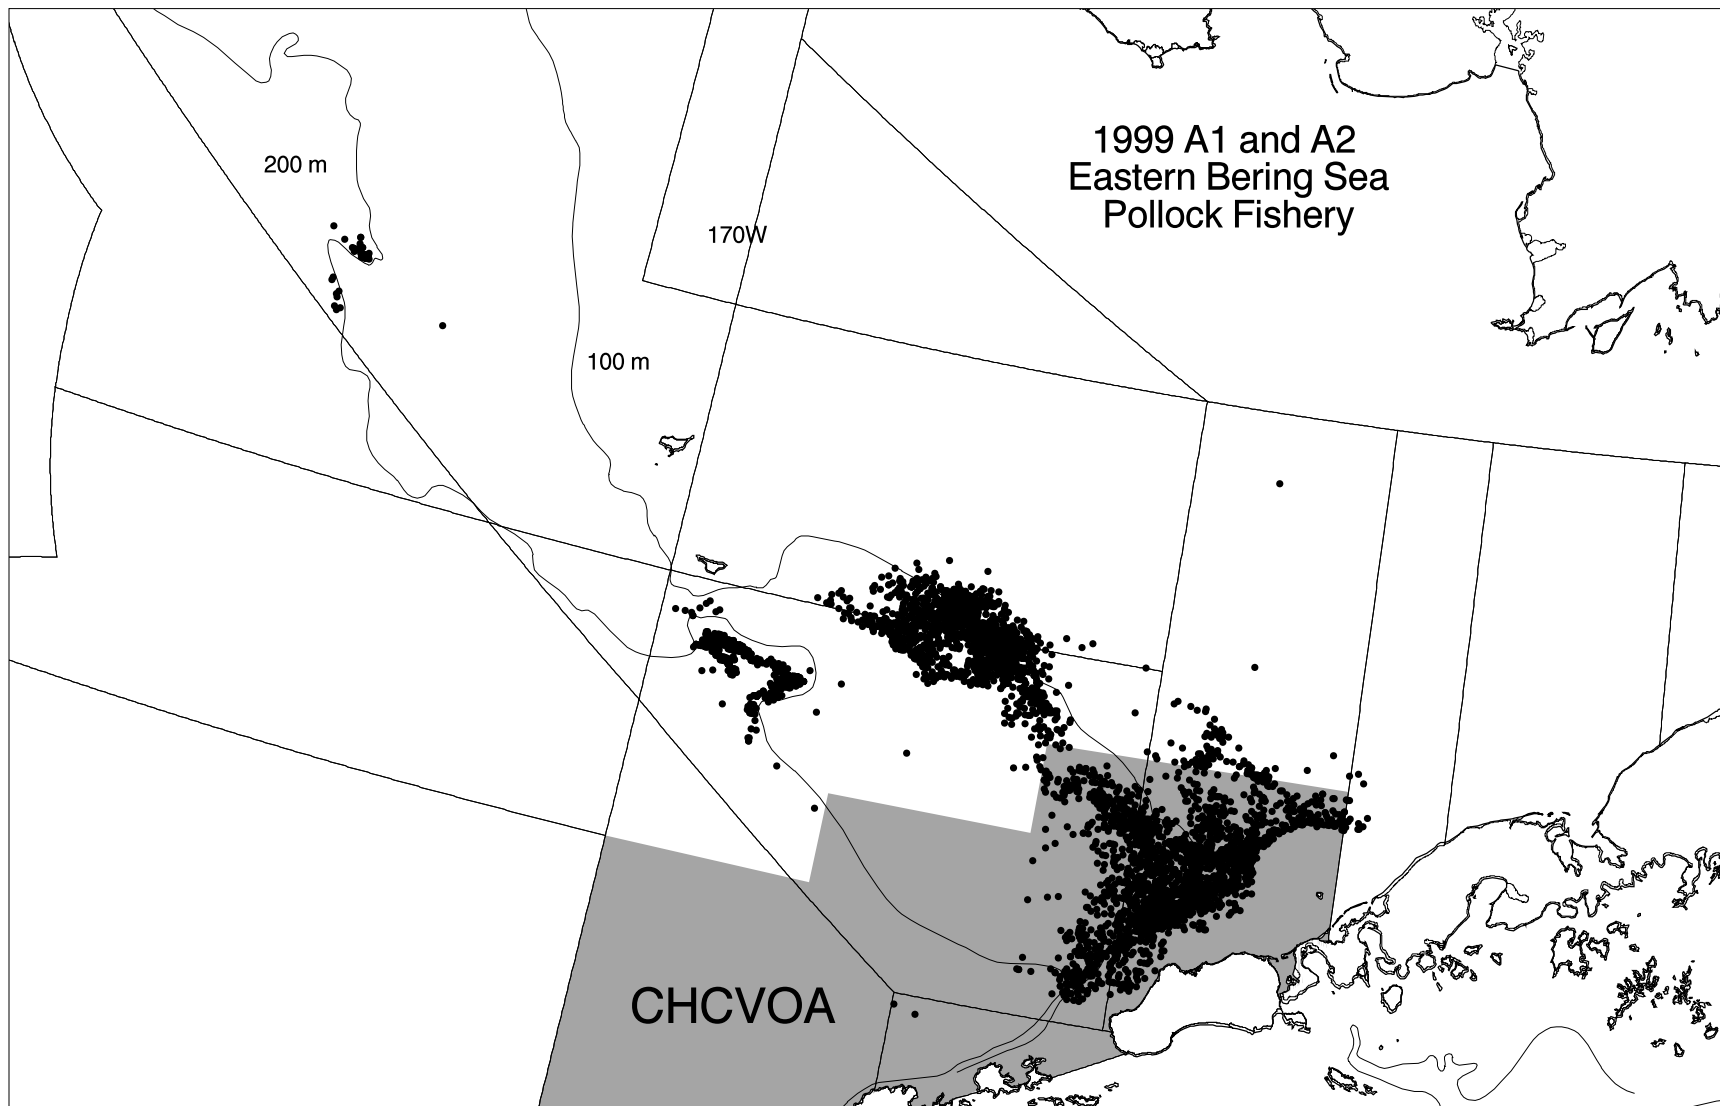 1999 A1 and A2
Eastern Bering Sea
Pollock Fishery
200 m
170W
100 m
CHCVOA